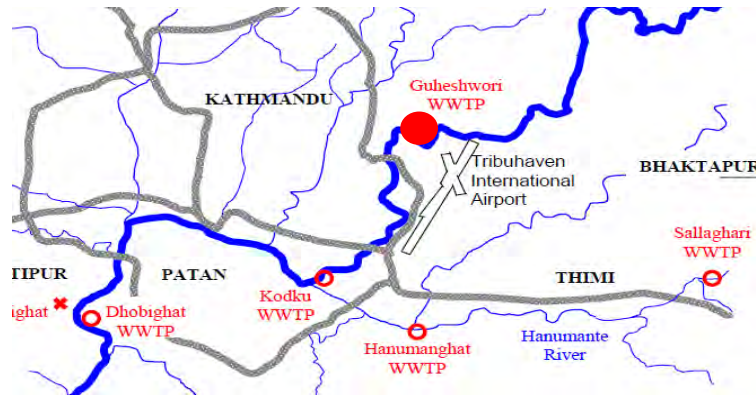 Guheshwori
WWTP
KATHMANDU
Tribuhaven
International
Airport
BHAKTAPUR
Sallaghari
WWTP
TIPUR
PATAN
THIMI
Kodku
WWTP
ighat
Dhobighat
WWTP
Hanumante
River
Hanumanghat
WWTP